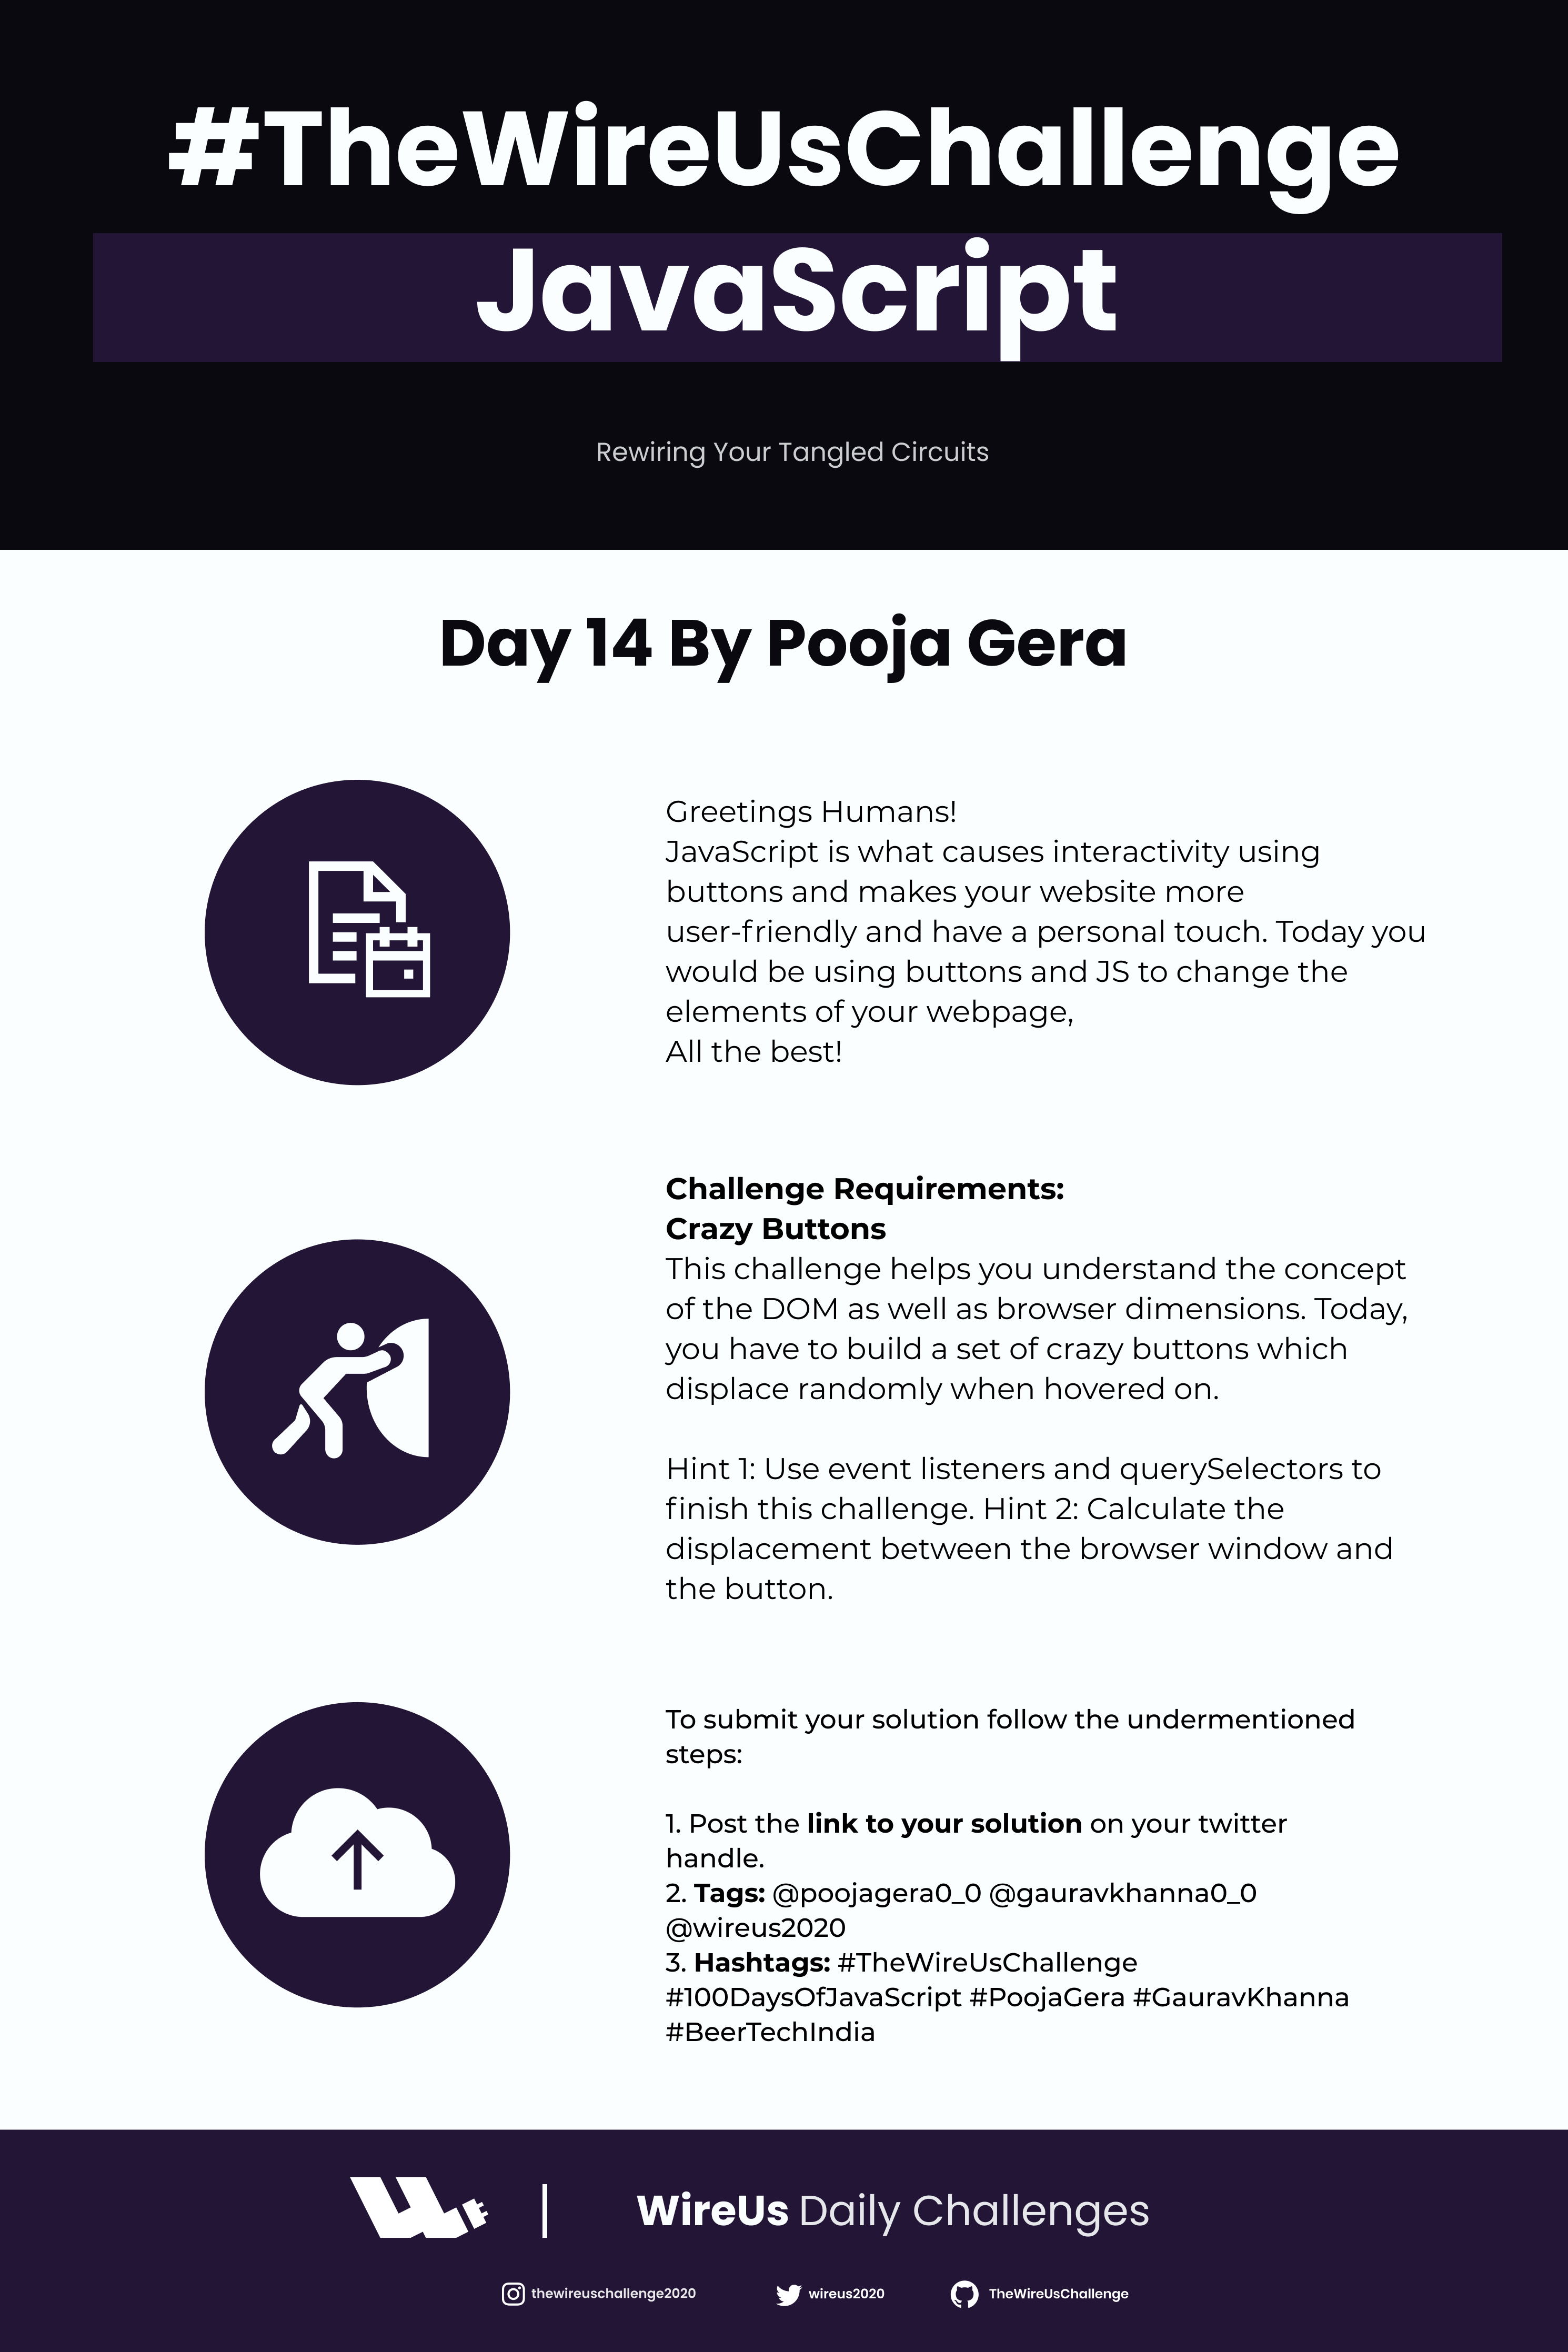 #TheWireUsChallenge
JavaScript
Rewiring Your Tangled Circuits
Day 14 By Pooja Gera
Greetings Humans!
JavaScript is what causes interactivity using
buttons and makes your website more
user-friendly and have a personal touch. Today you
would be using buttons and JS to change the
elements of your webpage,
All the best!
Challenge Requirements:
Crazy Buttons
This challenge helps you understand the concept
of the DOM as well as browser dimensions. Today,
you have to build a set of crazy buttons which
displace randomly when hovered on.
Hint 1: Use event listeners and querySelectors to
finish this challenge. Hint 2: Calculate the
displacement between the browser window and
the button.
To submit your solution follow the undermentioned
steps:
1. Post the link to your solution on your twitter
handle.
2. Tags: @poojagera0_0 @gauravkhanna0_0
@wireus2020
3. Hashtags: #TheWireUsChallenge
#100DaysOfJavaScript #PoojaGera #GauravKhanna
#BeerTechIndia
WireUs Daily Challenges
thewireuschallenge2020 wireus2020 TheWireUsChallenge